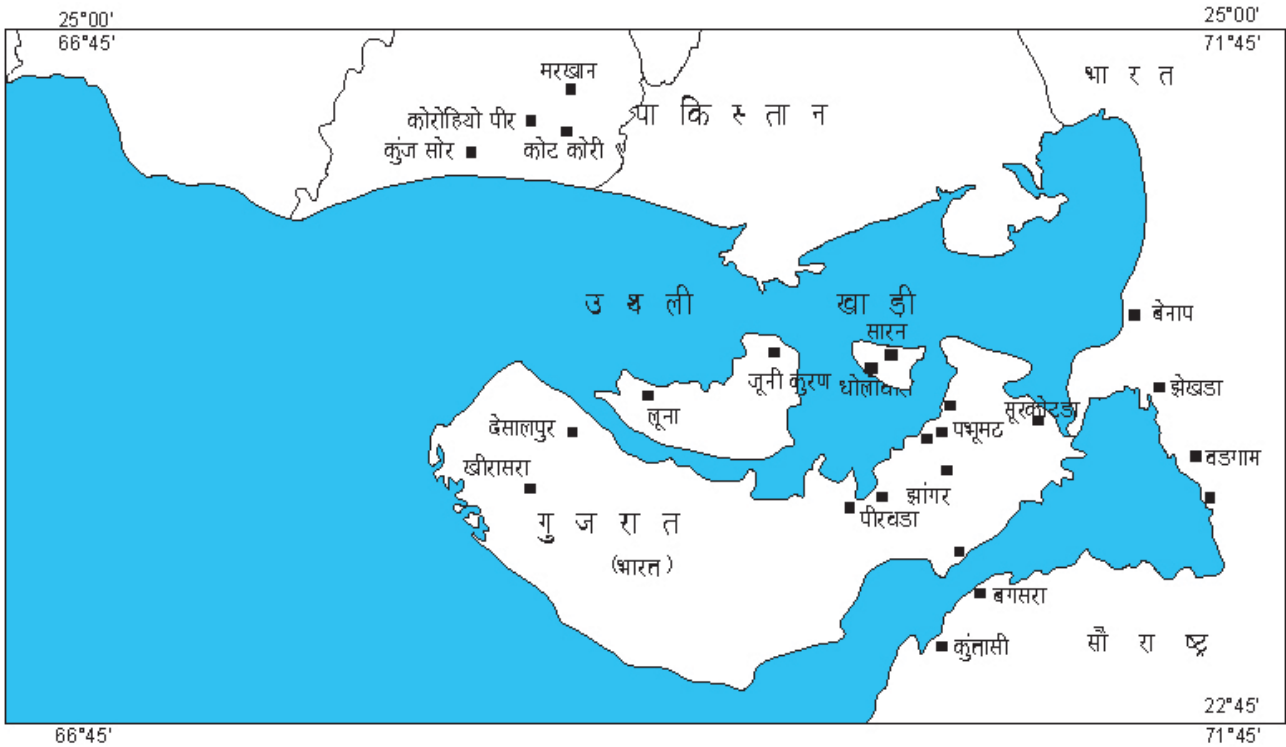 25°00'
25°00'
66°45'
71°45'
भा र त
मरखान
कोरोहियो पीर
पा कि स्तान
कुंज सोर
कोट कोरी
उ थ ली खा ड़ी
बेनाप
सारन
जूनी कुरण
झेखडा
लूना
सूरकोटडा
देसालपुर
पभूमट
वडगाम
खीरासरा
झांगर
पीरवडा
गु ज रा त
(भारत)
बगसरा
कुंतासी
सौ रा ष्ट्र
22°45'
66°45'
71°45'